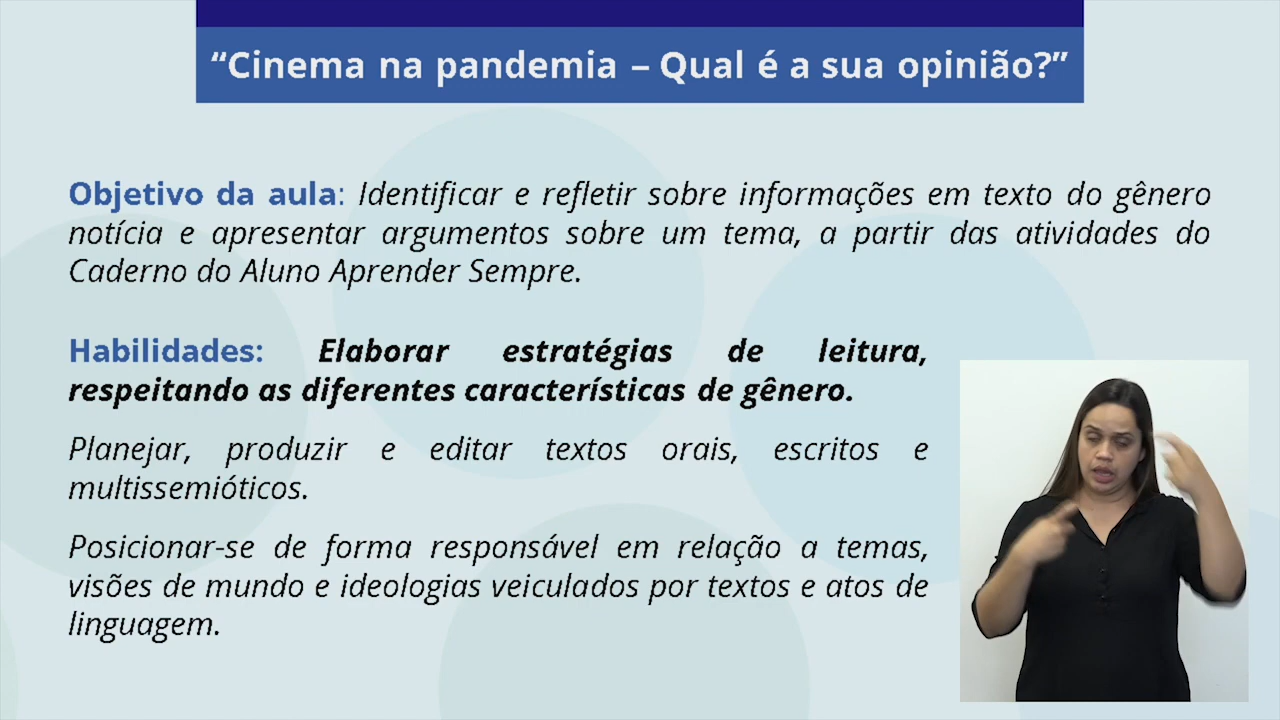 “Cinema na pandemia – Qual é a sua opinião?”
Objetivo da aula: Identificar e refletir sobre informações em texto do gênero
notícia e apresentar argumentos sobre um tema, a partir das atividades do
Caderno do Aluno Aprender Sempre.
Habilidades: Elaborar estratégias de leitura,
respeitando as diferentes características de gênero.
Planejar, produzir e editar textos orais, escritos e
multissemióticos.
Posicionar-se de forma responsável em relação a temas,
visões de mundo e ideologias veiculados por textos e atos de
linguagem.